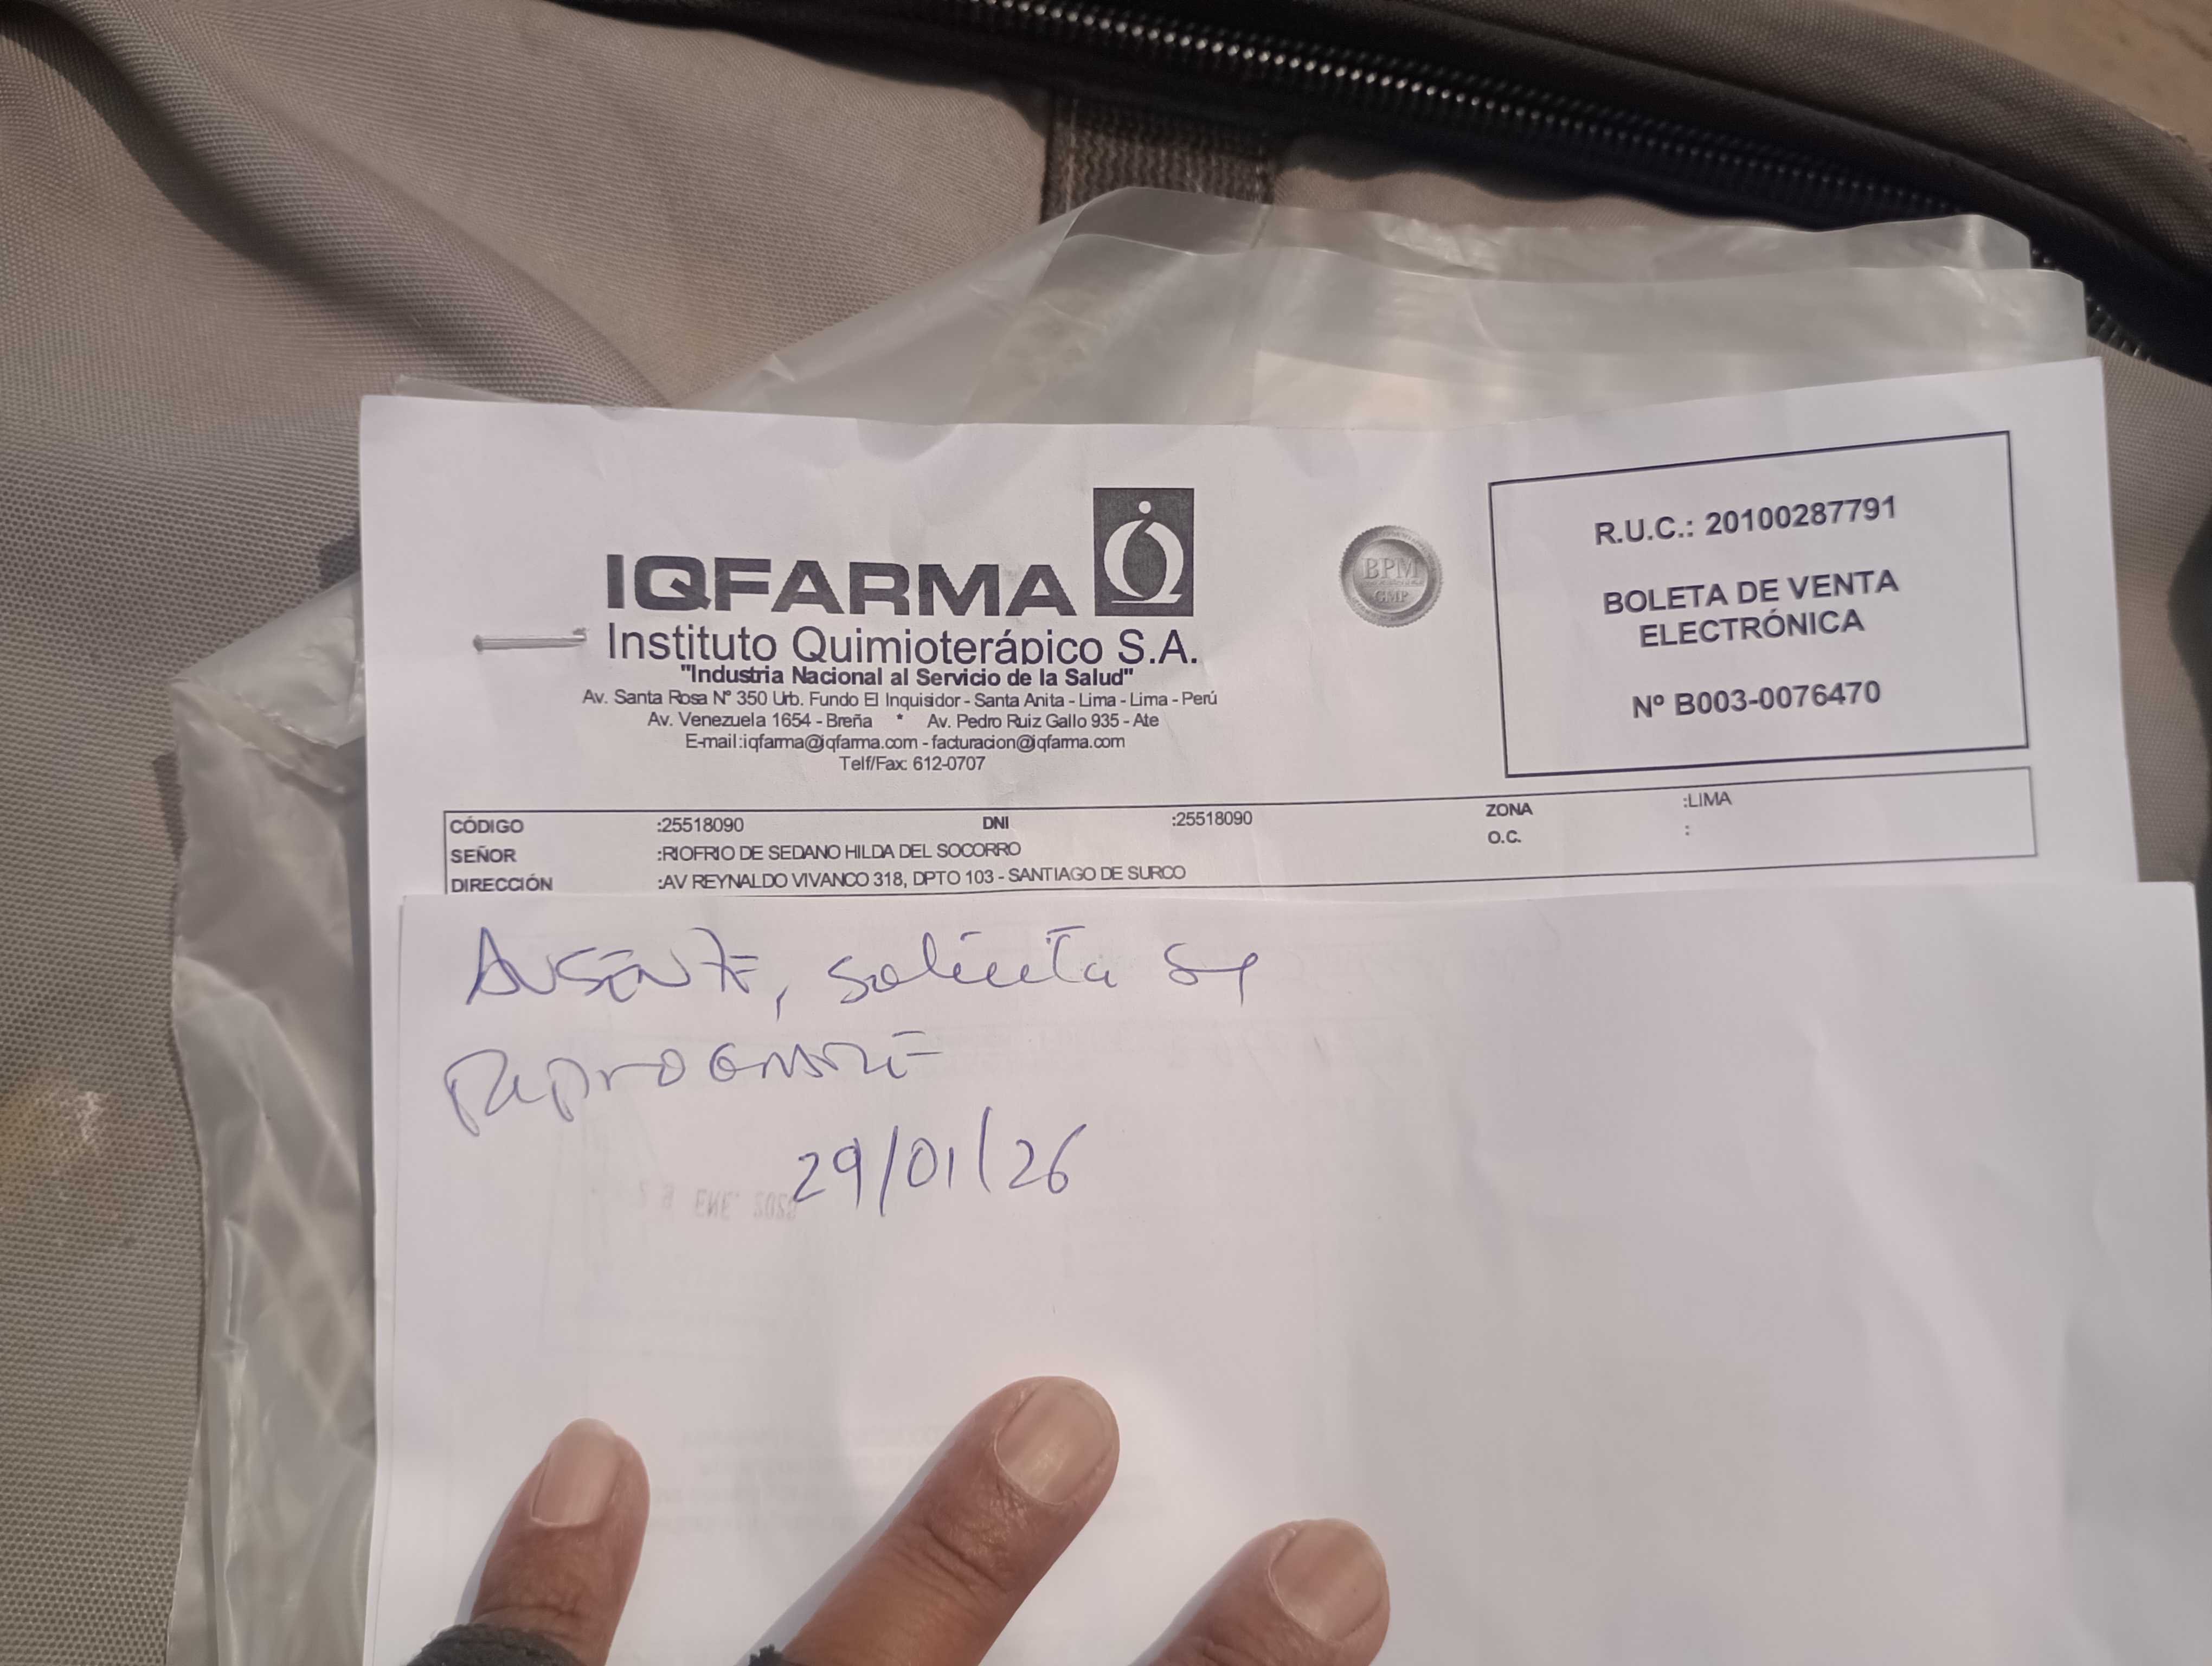 IQFARMA
Instituto Quimioterápico S.A.
"Industria Nacional al Servicio de la Salud"
Av. Santa Rosa Nº 350 Urb. Fundo El Inquisidor - Santa Anita - Lima - Lima - Perú
Av. Venezuela 1654 - Breña * Av. Pedro Ruiz Gallo 935 - Ate
E-mail:iqfarma@iqfarma.com - facturacion@iqfarma.com
Telf/Fax: 612-0707
BPM
GMP
R.U.C.: 20100287791
BOLETA DE VENTA
ELECTRÓNICA
Nº B003-0076470
CÓDIGO :25518090 DNI :25518090 ZONA :LIMA
SEÑOR :RIOFRIO DE SEDANO HILDA DEL SOCORRO O.C. :
DIRECCIÓN :AV REYNALDO VIVANCO 318, DPTO 103 - SANTIAGO DE SURCO
AUSENTE, solicita se
29/01/26